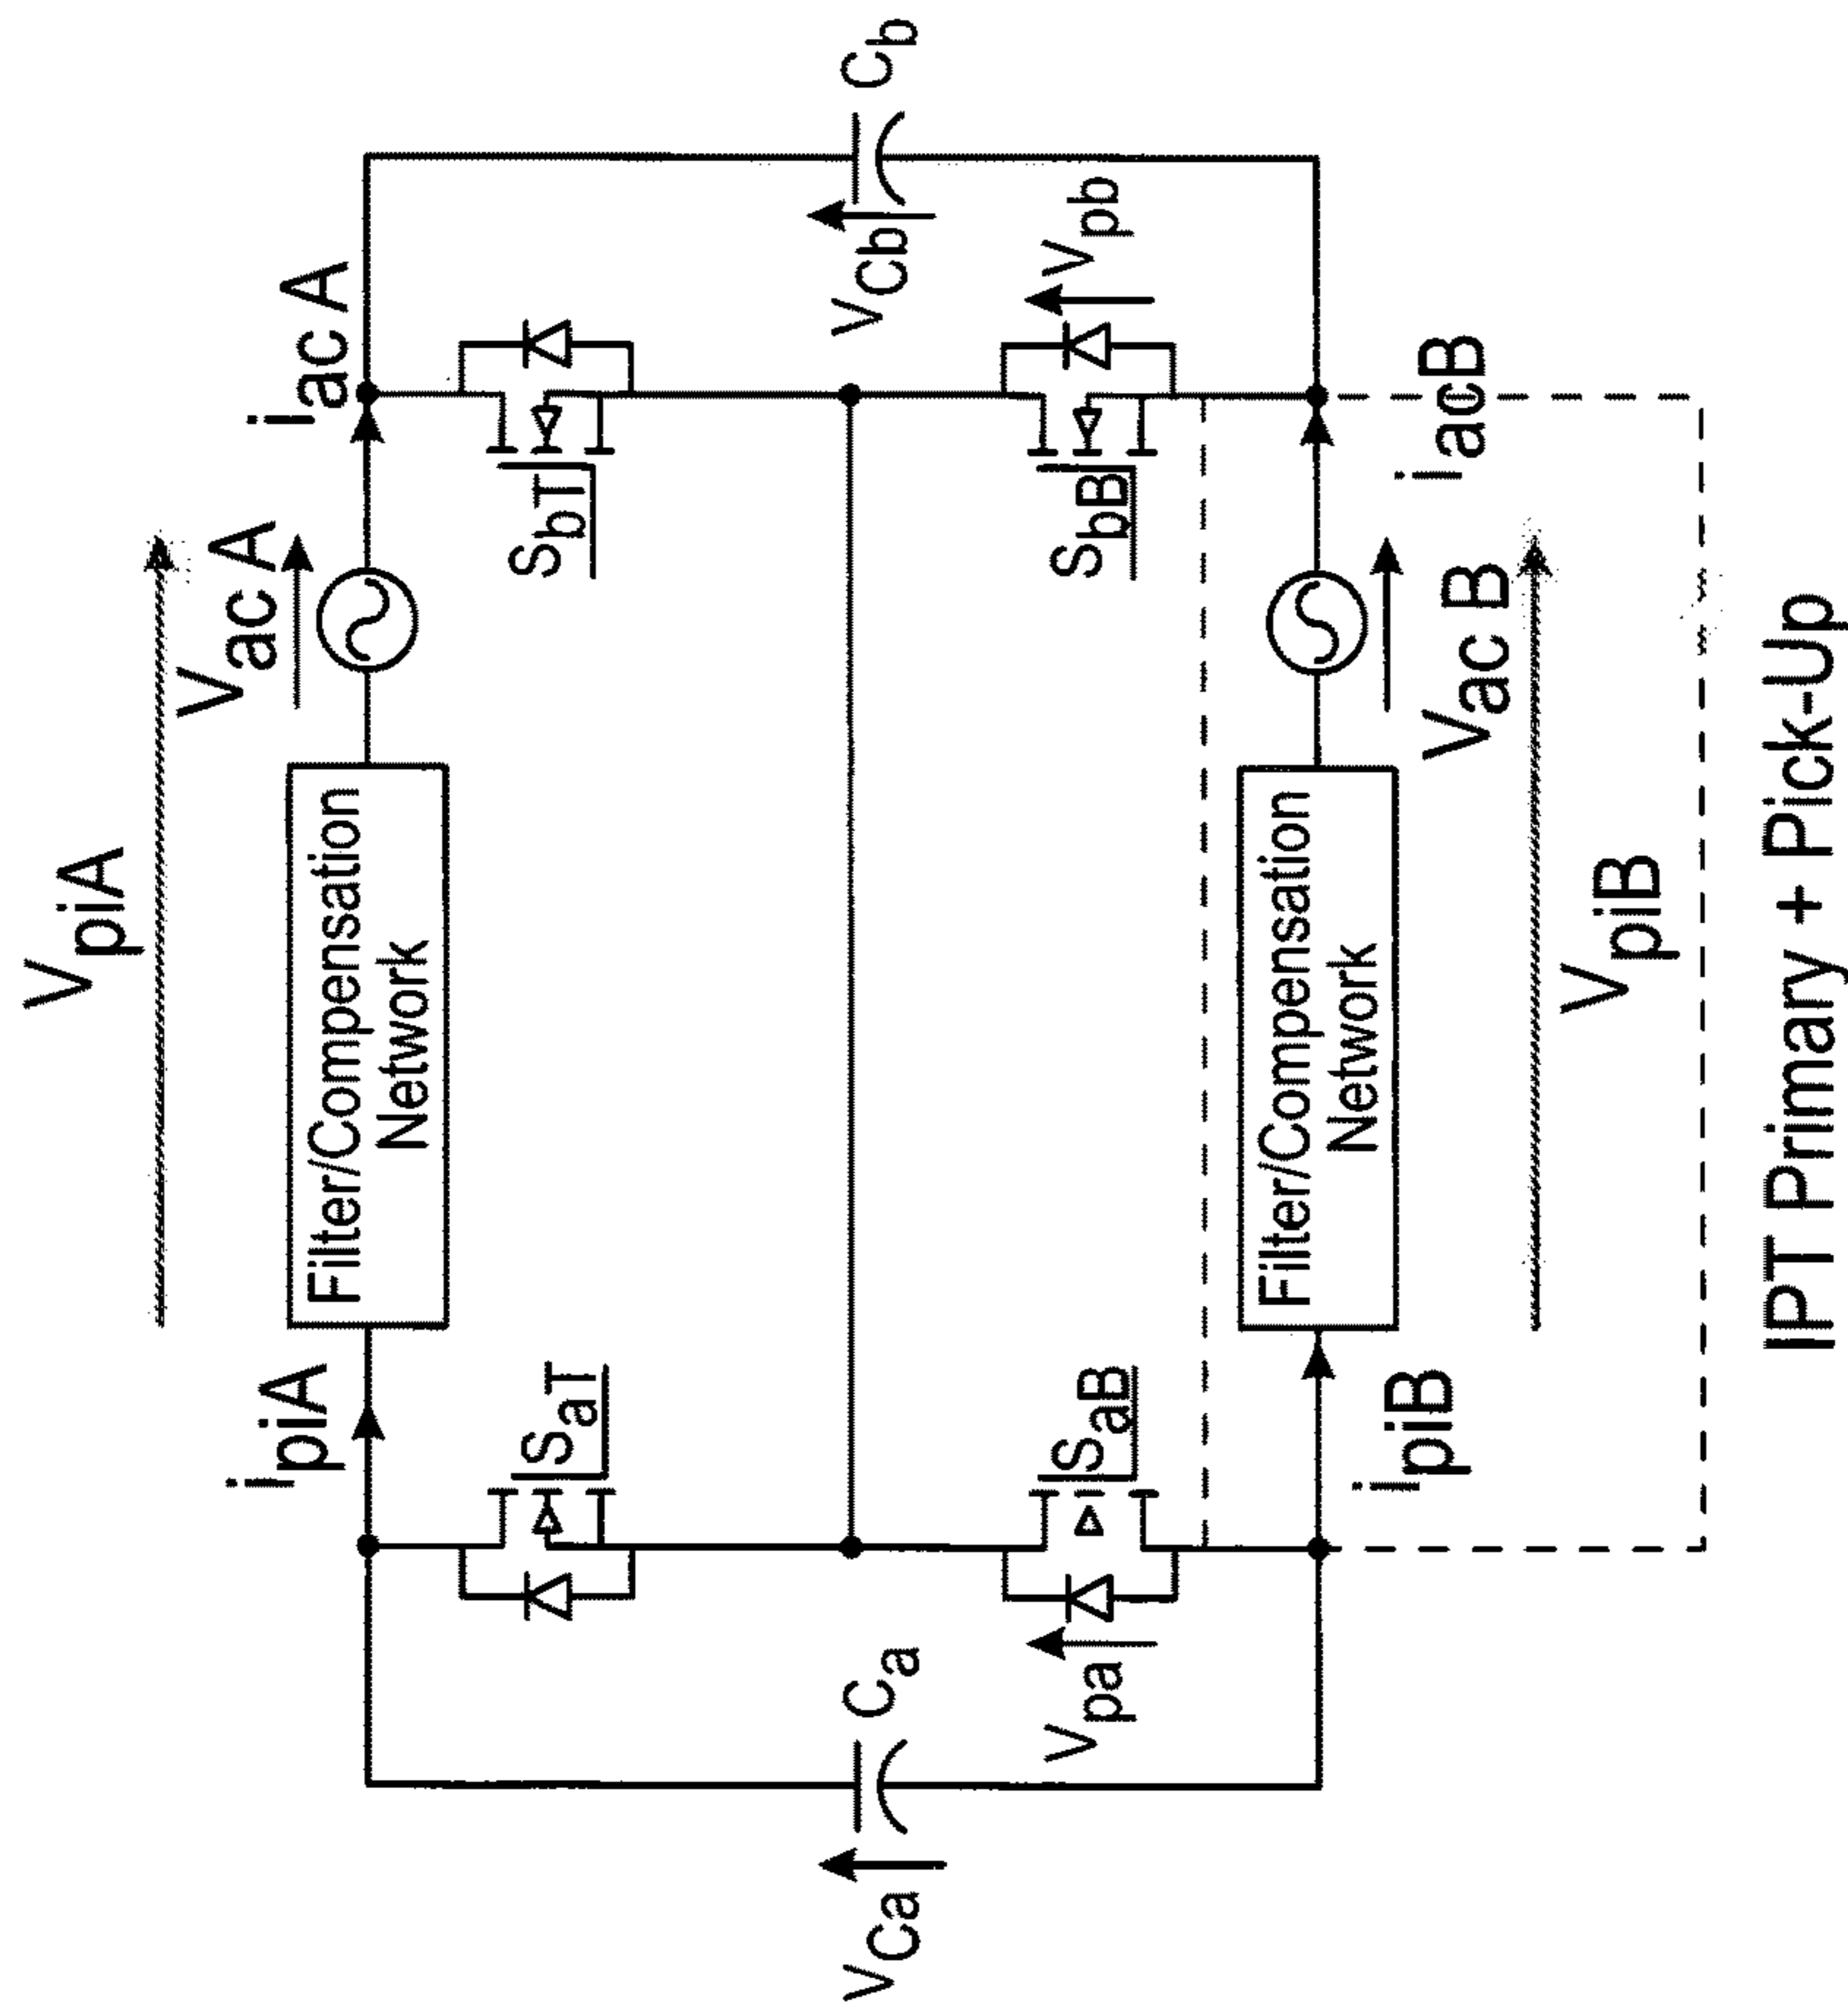 VpiA
Vac A
ipiA
Filter/Compensation
Network
iac A
SaT
SbT
VCa
Ca
VCb
Cb
Vpa
SaB
SbB
Vpb
ipiB
Filter/Compensation
Network
Vac B
iacB
VpiB
IPT Primary + Pick-Up